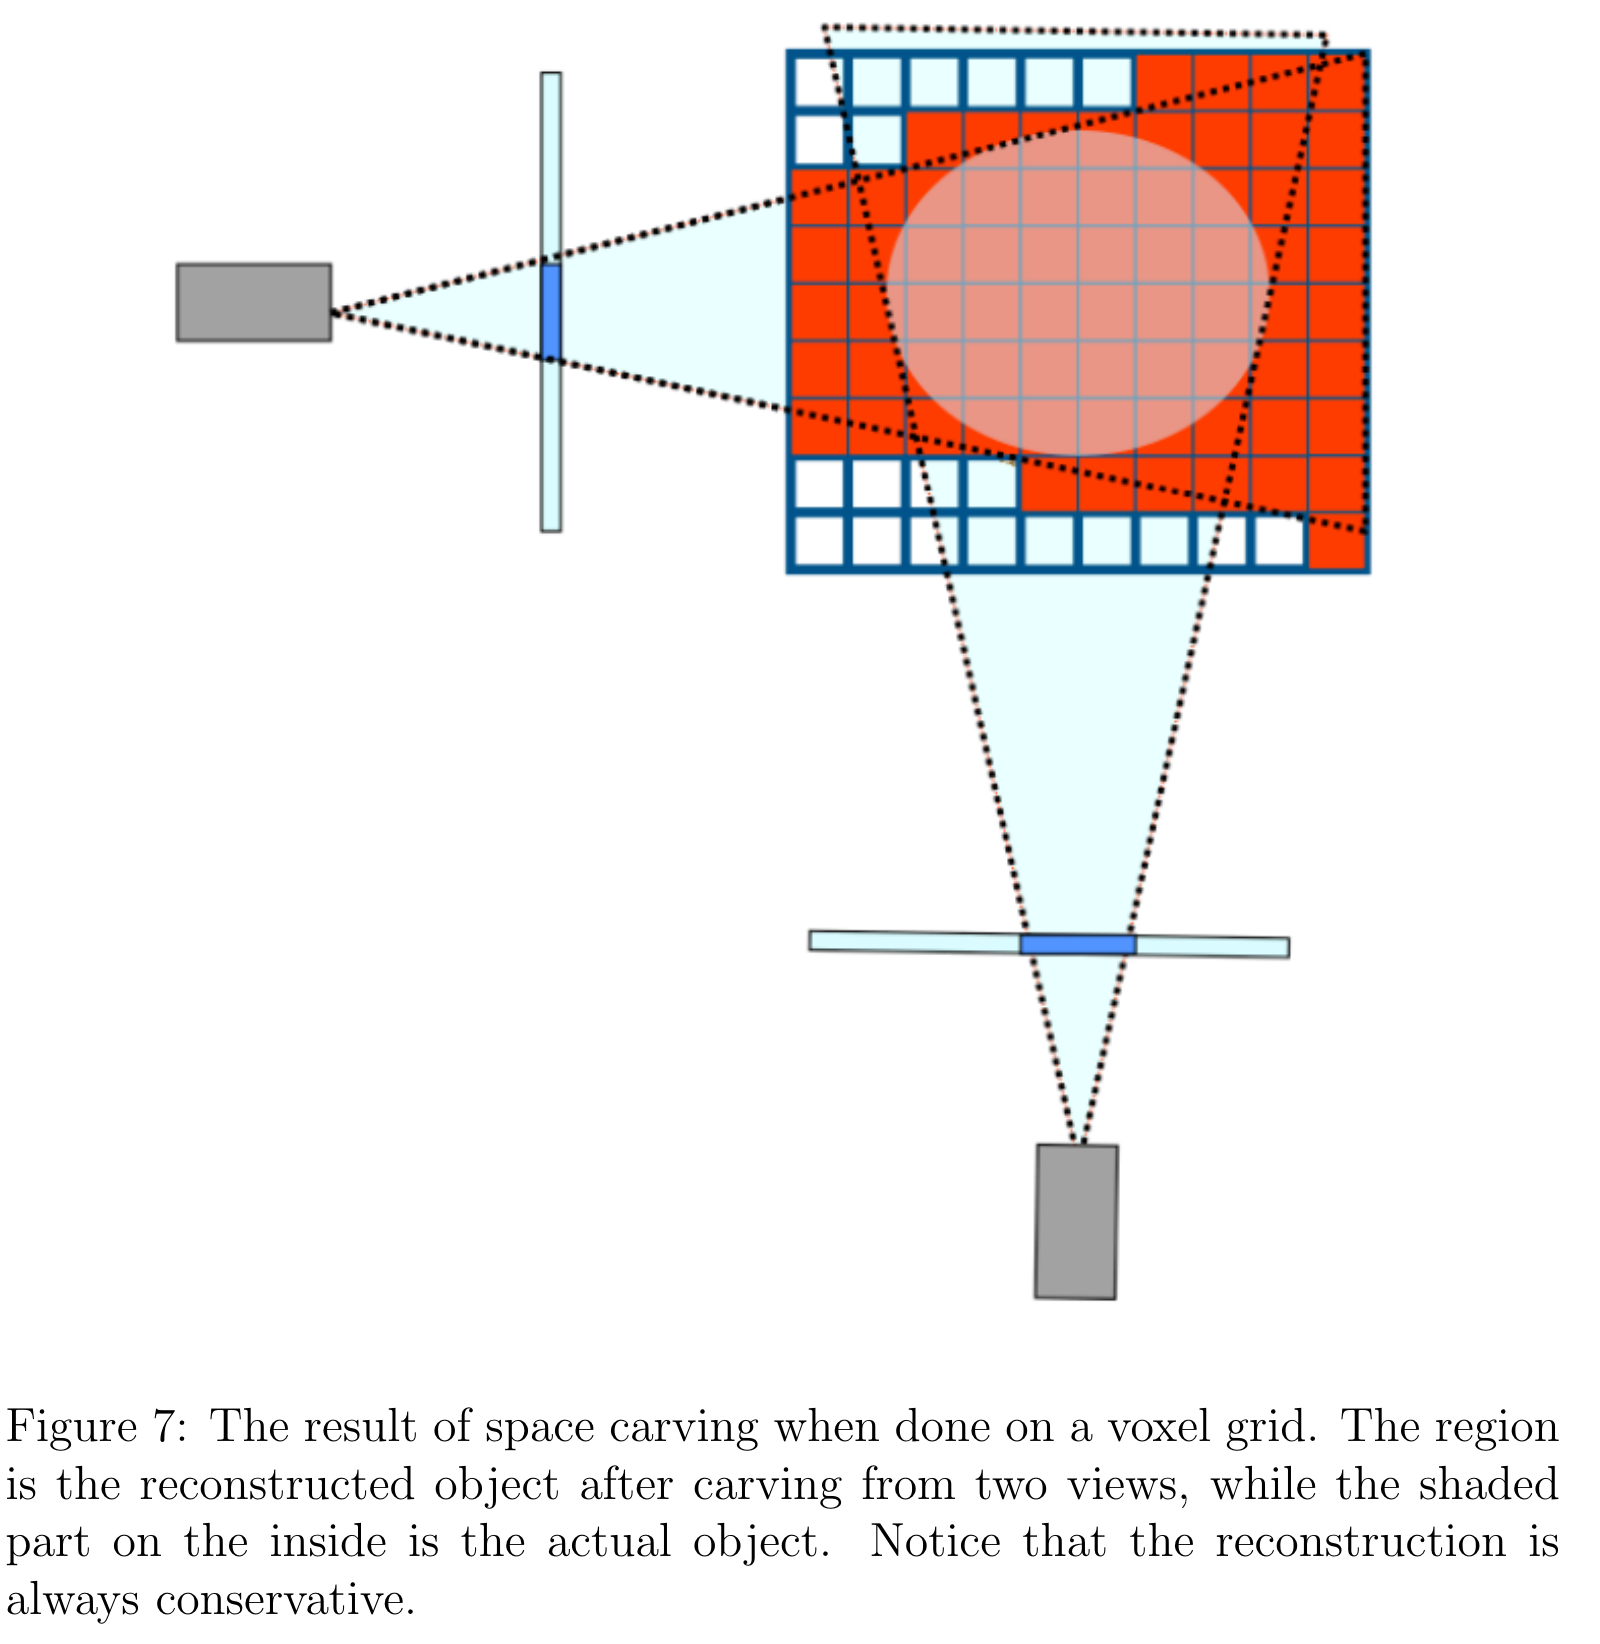 Figure 7: The result of space carving when done on a voxel grid. The region
is the reconstructed object after carving from two views, while the shaded
part on the inside is the actual object. Notice that the reconstruction is
always conservative.